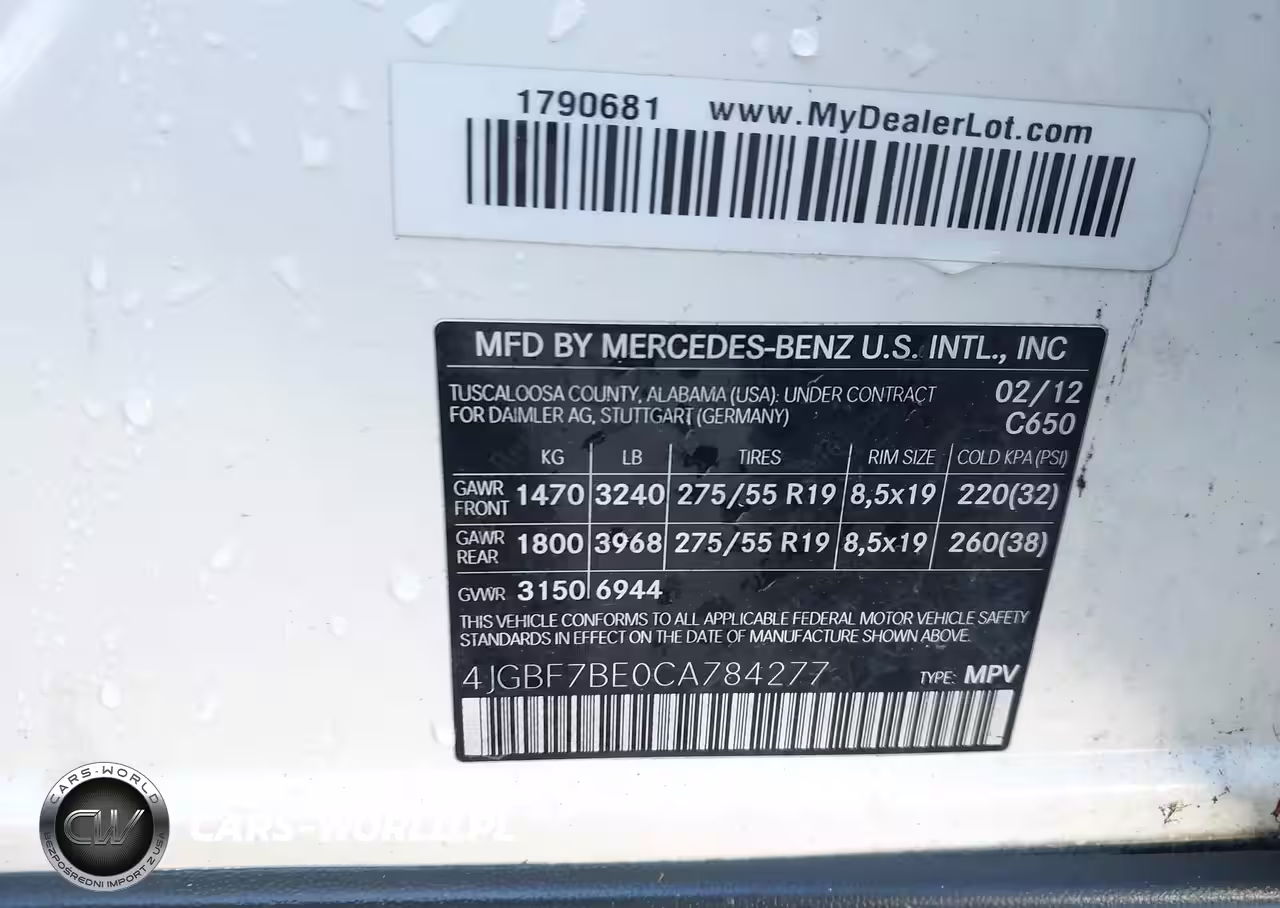 1790681 www.MyDealerLot.com
MFD BY MERCEDES-BENZ U.S. INTL., INC
TUSCALOOSA COUNTY, ALABAMA (USA): UNDER CONTRACT 02/12
FOR DAIMLER AG, STUTTGART (GERMANY) C650
KG LB TIRES RIM SIZE COLD KPA (PSI)
GAWR FRONT 1470 3240 275/55 R19 8,5x19 220(32)
GAWR REAR 1800 3968 275/55 R19 8,5x19 260(38)
GVWR 3150 6944
THIS VEHICLE CONFORMS TO ALL APPLICABLE FEDERAL MOTOR VEHICLE SAFETY
STANDARDS IN EFFECT ON THE DATE OF MANUFACTURE SHOWN ABOVE.
4JGBF7BE0CA784277 TYPE: MPV
CARS-WORLD
CW
BEZPOŚREDNI IMPORT Z USA
CARS-WORLD.PL